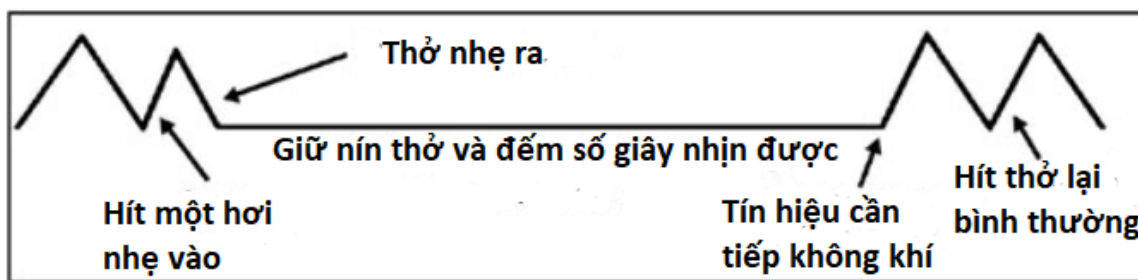 Thở nhẹ ra
Giữ nín thở và đếm số giây nhịn được
Hít một hơi
nhẹ vào
Tín hiệu cần
tiếp không khí
Hít thở lại
bình thường